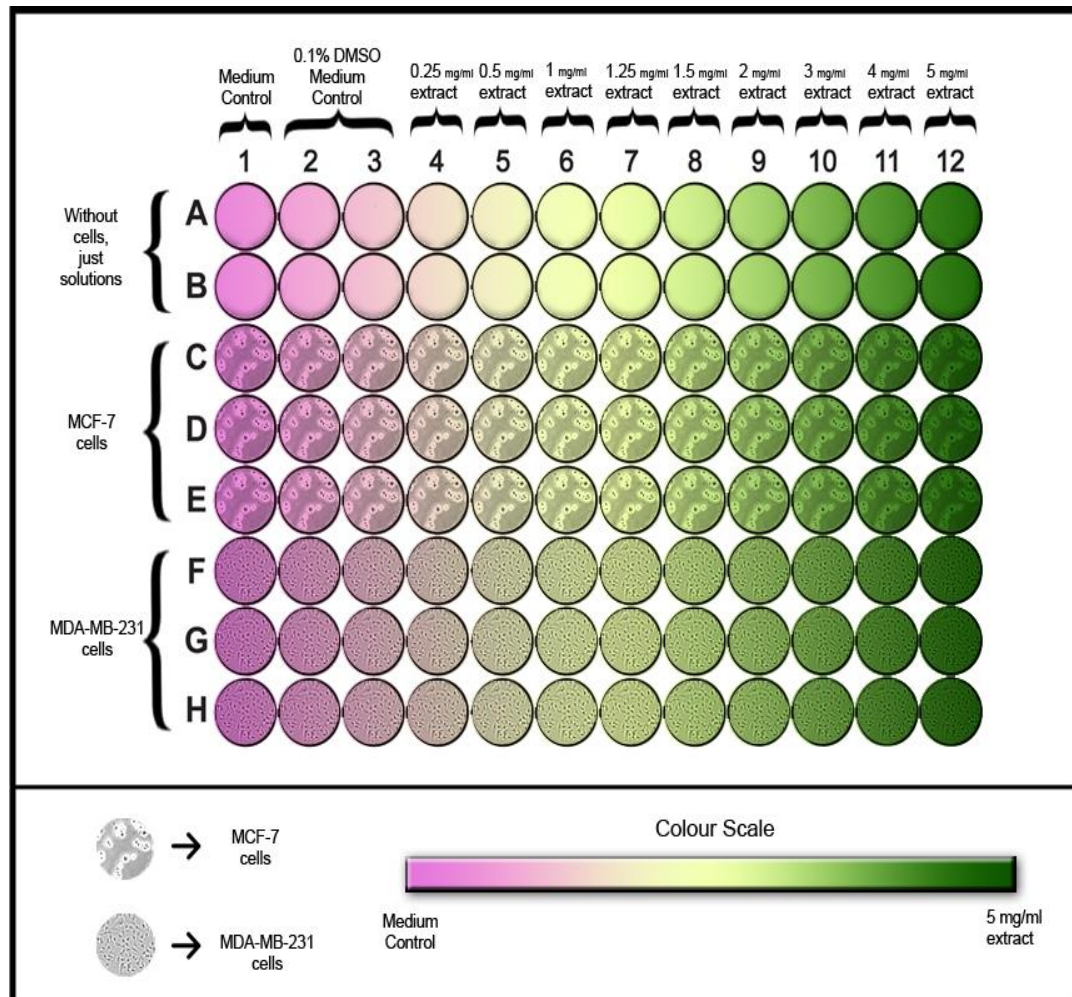 Medium
Control
0.1% DMSO
Medium
Control
0.25 mg/ml
extract
0.5 mg/ml
extract
1 mg/ml
extract
1.25 mg/ml
extract
1.5 mg/ml
extract
2 mg/ml
extract
3 mg/ml
extract
4 mg/ml
extract
5 mg/ml
extract
1 2 3 4 5 6 7 8 9 10 11 12
Without
cells,
just
solutions
A
B
MCF-7
cells
C
D
E
MDA-MB-231
cells
F
G
H
MCF-7
cells
MDA-MB-231
cells
Colour Scale
Medium
Control
5 mg/ml
extract